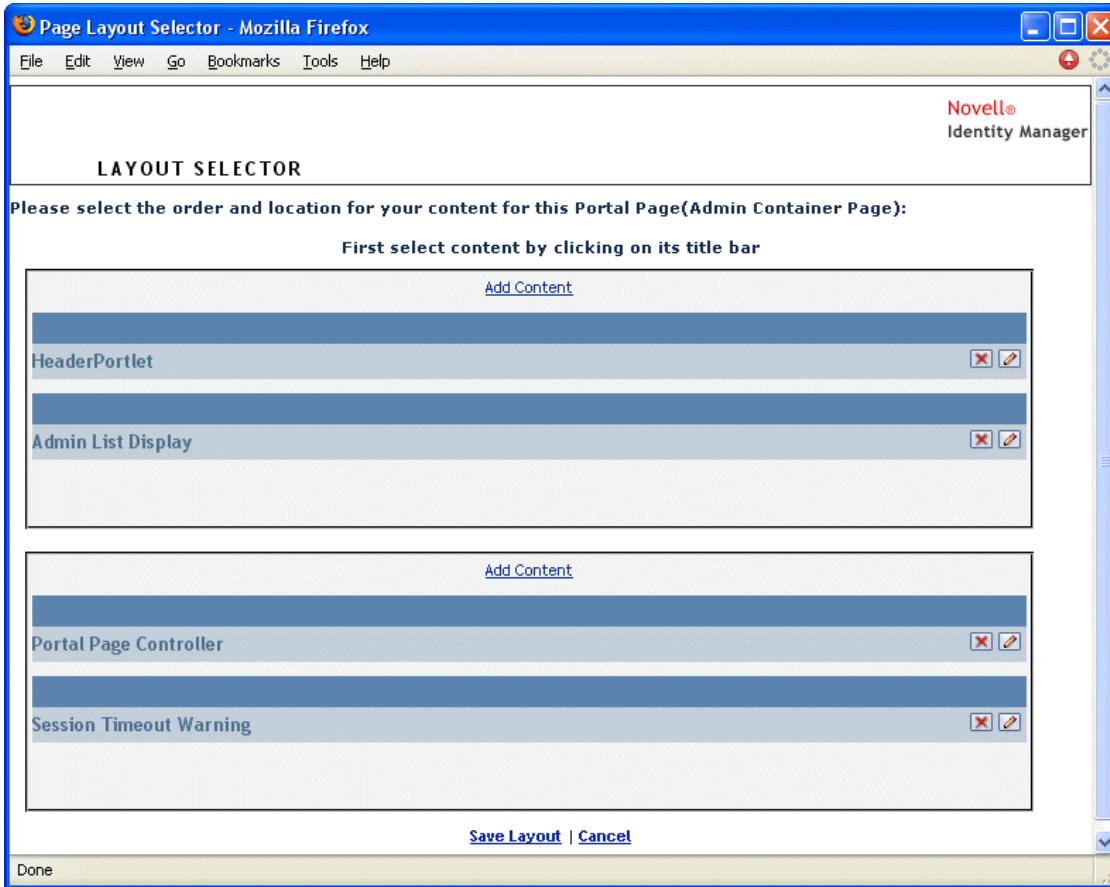 Page Layout Selector - Mozilla Firefox
File Edit View Go Bookmarks Tools Help
Novell®
Identity Manager
LAYOUT SELECTOR
Please select the order and location for your content for this Portal Page(Admin Container Page):
First select content by clicking on its title bar
Add Content
HeaderPortlet
Admin List Display
Add Content
Portal Page Controller
Session Timeout Warning
Save Layout | Cancel
Done